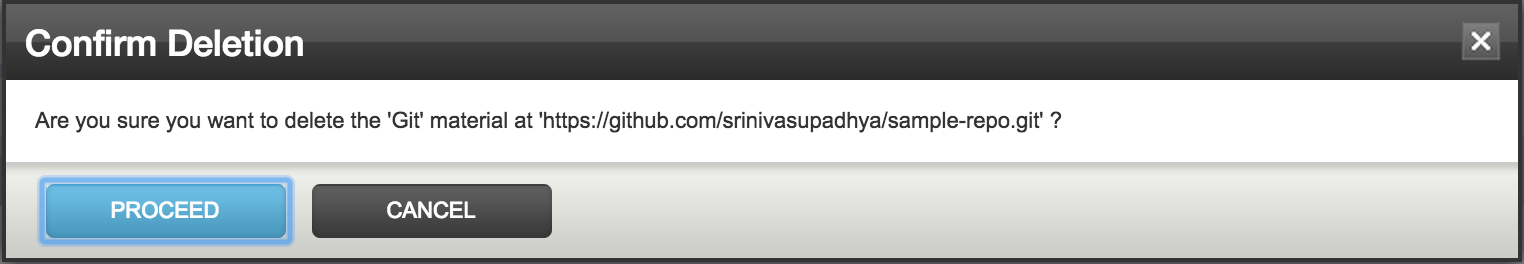 Confirm Deletion
Are you sure you want to delete the 'Git' material at 'https://github.com/srinivasupadhya/sample-repo.git' ?
PROCEED CANCEL